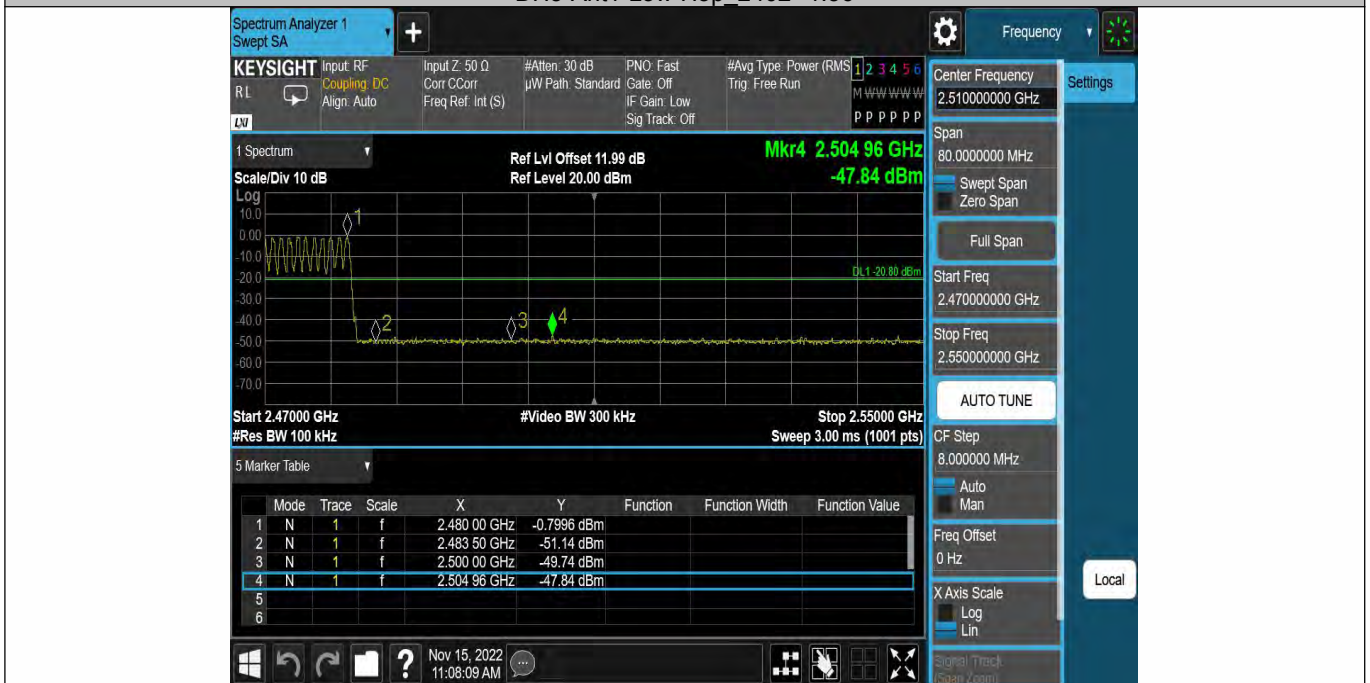 Spectrum Analyzer 1
Swept SA
+
Frequency
KEYSIGHT
RL
LXI
Input: RF
Coupling: DC
Align: Auto
Input Z: 50 Ω
Corr CCorr
Freq Ref: Int (S)
#Atten: 30 dB
µW Path: Standard
PNO: Fast
Gate: Off
IF Gain: Low
Sig Track: Off
#Avg Type: Power (RMS
Trig: Free Run
1 2 3 4 5 6
M W W W W W
P P P P P P
1 Spectrum
Scale/Div 10 dB
Ref Lvl Offset 11.99 dB
Ref Level 20.00 dBm
Mkr4 2.504 96 GHz
-47.84 dBm
Log
10.0
0.00
-10.0
-20.0
-30.0
-40.0
-50.0
-60.0
-70.0
1
2
3
4
DL1 -20.80 dBm
Start 2.47000 GHz
#Res BW 100 kHz
#Video BW 300 kHz
Stop 2.55000 GHz
Sweep 3.00 ms (1001 pts)
5 Marker Table
Mode Trace Scale X Y Function Function Width Function Value
1 N 1 f 2.480 00 GHz -0.7996 dBm
2 N 1 f 2.483 50 GHz -51.14 dBm
3 N 1 f 2.500 00 GHz -49.74 dBm
4 N 1 f 2.504 96 GHz -47.84 dBm
5
6
?
Nov 15, 2022
11:08:09 AM
Center Frequency
2.510000000 GHz
Settings
Span
80.0000000 MHz
Swept Span
Zero Span
Full Span
Start Freq
2.470000000 GHz
Stop Freq
2.550000000 GHz
AUTO TUNE
CF Step
8.000000 MHz
Auto
Man
Freq Offset
0 Hz
X Axis Scale
Log
Lin
Signal Track
(Span Zoom)
Local